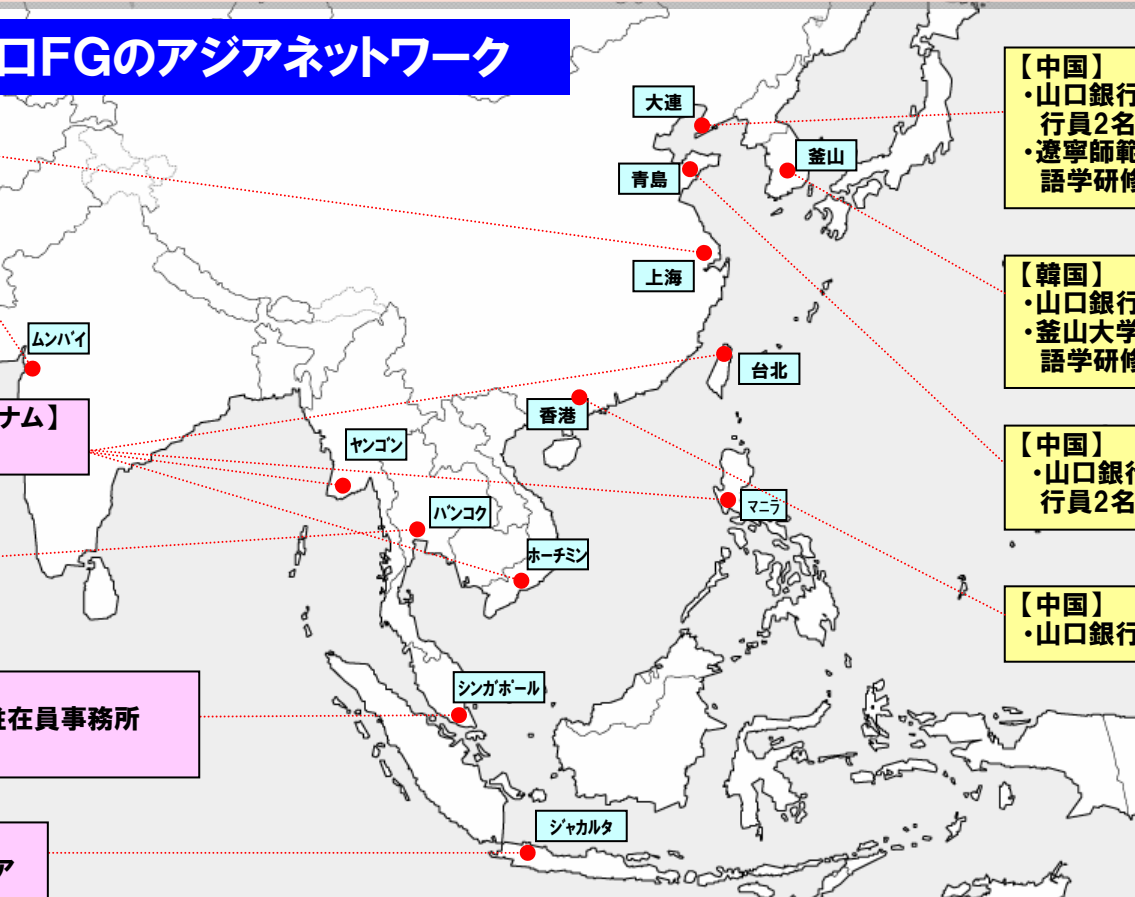 口FGのアジアネットワーク
大連
釜山
青島
上海
ムンバイ
台北
香港
ヤンゴン
バンコク
マニラ
ホーチミン
シンガポール
ジャカルタ
ナム】
駐在員事務所
ア
【中国】
・山口銀行
行員2名
・遼寧師範
語学研修
【韓国】
・山口銀行
・釜山大学
語学研修
【中国】
・山口銀行
行員2名
【中国】
・山口銀行